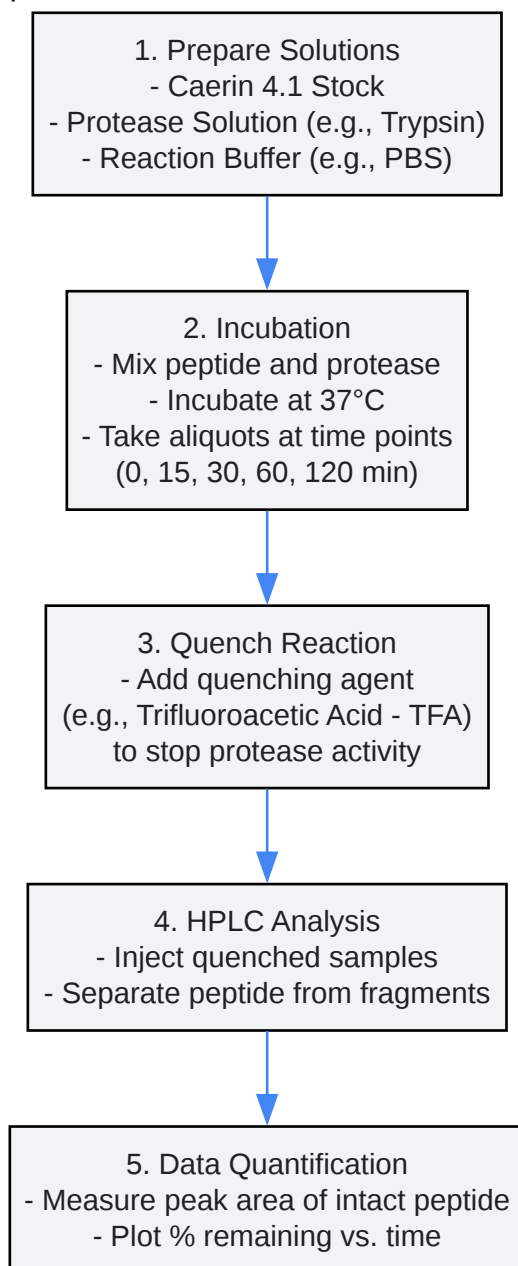 1. Prepare Solutions
- Caerin 4.1 Stock
- Protease Solution (e.g., Trypsin)
- Reaction Buffer (e.g., PBS)
2. Incubation
- Mix peptide and protease
- Incubate at 37°C
- Take aliquots at time points
(0, 15, 30, 60, 120 min)
3. Quench Reaction
- Add quenching agent
(e.g., Trifluoroacetic Acid - TFA)
to stop protease activity
4. HPLC Analysis
- Inject quenched samples
- Separate peptide from fragments
5. Data Quantification
- Measure peak area of intact peptide
- Plot % remaining vs. time